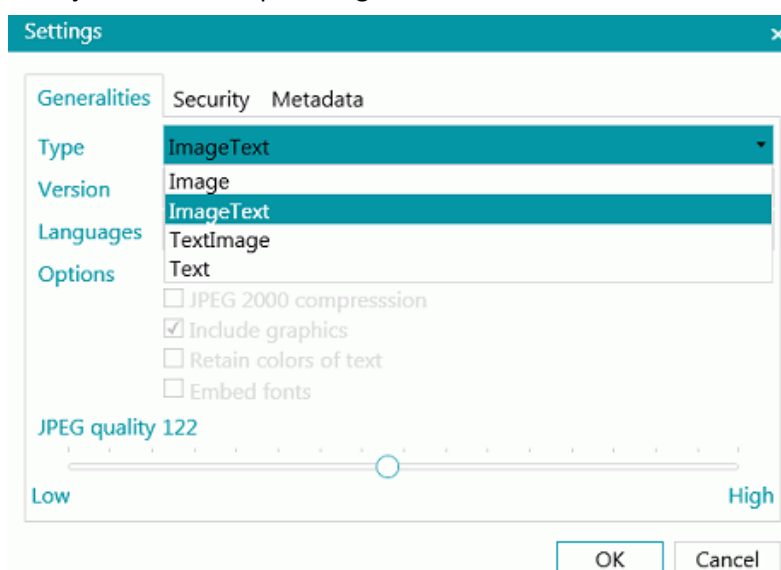 Settings
Generalities Security Metadata
Type ImageText
Image
Version
ImageText
Languages
TextImage
Options
Text
JPEG 2000 compresssion
Include graphics
Retain colors of text
Embed fonts
JPEG quality 122
Low High
OK Cancel